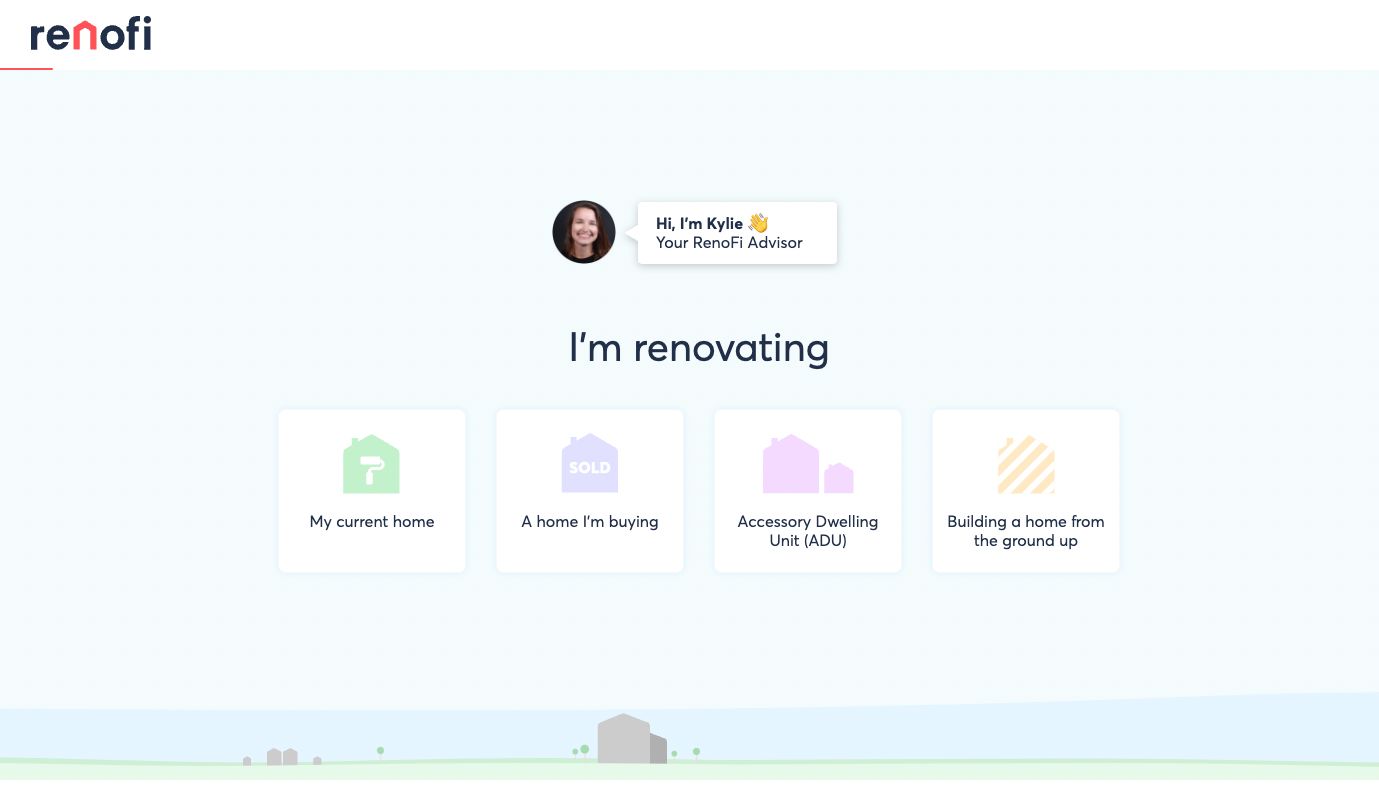 renofi
Hi, I'm Kylie 👋
Your RenoFi Advisor
I'm renovating
My current home
SOLD
A home I'm buying
Accessory Dwelling
Unit (ADU)
Building a home from
the ground up